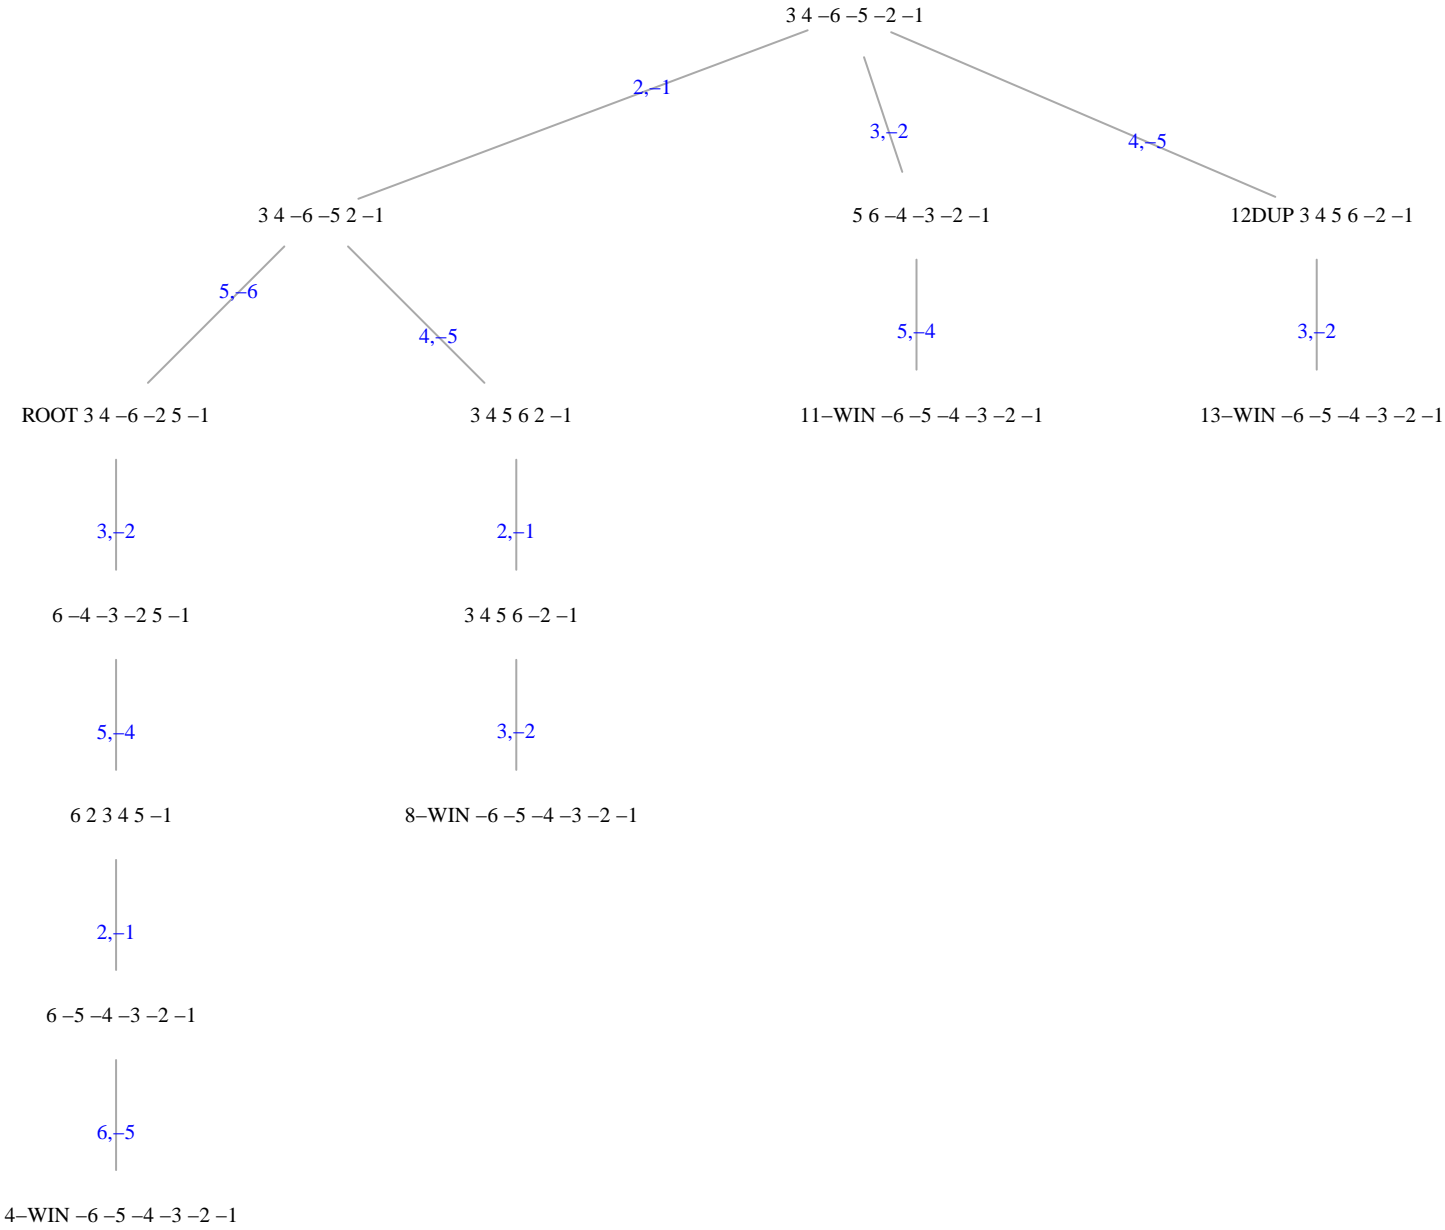 3 4 –6 –5 –2 –1
2,–1
3,–2
4,–5
3 4 –6 –5 2 –1
5 6 –4 –3 –2 –1
12DUP 3 4 5 6 –2 –1
5,–6
4,–5
5,–4
3,–2
ROOT 3 4 –6 –2 5 –1
3 4 5 6 2 –1
11–WIN –6 –5 –4 –3 –2 –1
13–WIN –6 –5 –4 –3 –2 –1
3,–2
2,–1
6 –4 –3 –2 5 –1
3 4 5 6 –2 –1
5,–4
3,–2
6 2 3 4 5 –1
8–WIN –6 –5 –4 –3 –2 –1
2,–1
6 –5 –4 –3 –2 –1
6,–5
4–WIN –6 –5 –4 –3 –2 –1